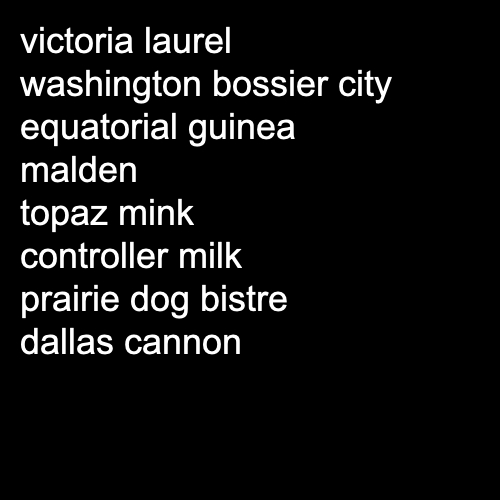 victoria laurel
washington bossier city
equatorial guinea
malden
topaz mink
controller milk
prairie dog bistre
dallas cannon